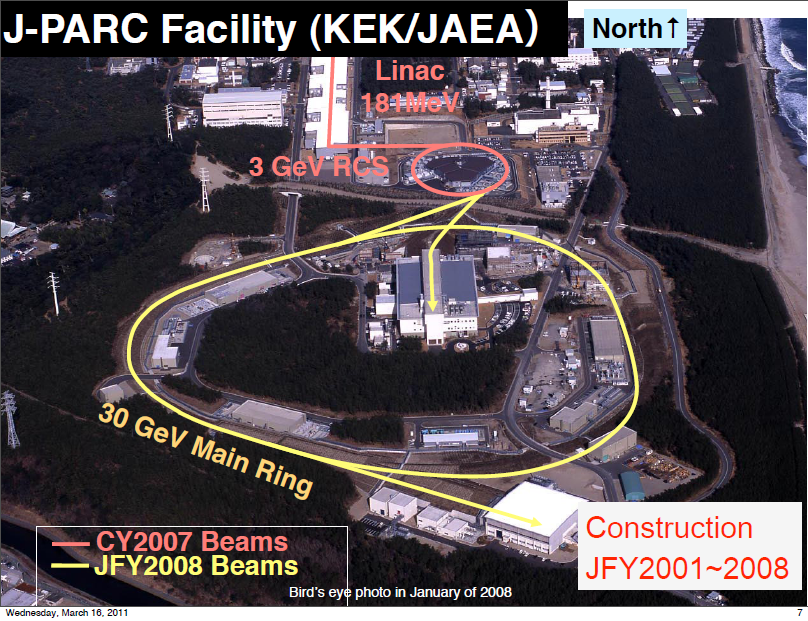 J-PARC Facility (KEK/JAEA)
North↑
Linac
181MeV
3 GeV RCS
30 GeV Main Ring
CY2007 Beams
JFY2008 Beams
Construction
JFY2001~2008
Bird's eye photo in January of 2008
Wednesday, March 16, 2011
7